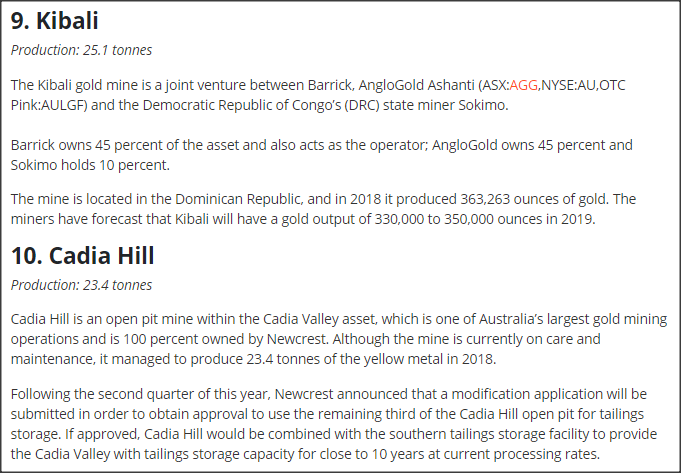 9. Kibali
Production: 25.1 tonnes
The Kibali gold mine is a joint venture between Barrick, AngloGold Ashanti (ASX:AGG,NYSE:AU,OTC
Pink:AULGF) and the Democratic Republic of Congo’s (DRC) state miner Sokimo.
Barrick owns 45 percent of the asset and also acts as the operator; AngloGold owns 45 percent and
Sokimo holds 10 percent.
The mine is located in the Dominican Republic, and in 2018 it produced 363,263 ounces of gold. The
miners have forecast that Kibali will have a gold output of 330,000 to 350,000 ounces in 2019.
10. Cadia Hill
Production: 23.4 tonnes
Cadia Hill is an open pit mine within the Cadia Valley asset, which is one of Australia’s largest gold mining
operations and is 100 percent owned by Newcrest. Although the mine is currently on care and
maintenance, it managed to produce 23.4 tonnes of the yellow metal in 2018.
Following the second quarter of this year, Newcrest announced that a modification application will be
submitted in order to obtain approval to use the remaining third of the Cadia Hill open pit for tailings
storage. If approved, Cadia Hill would be combined with the southern tailings storage facility to provide
the Cadia Valley with tailings storage capacity for close to 10 years at current processing rates.